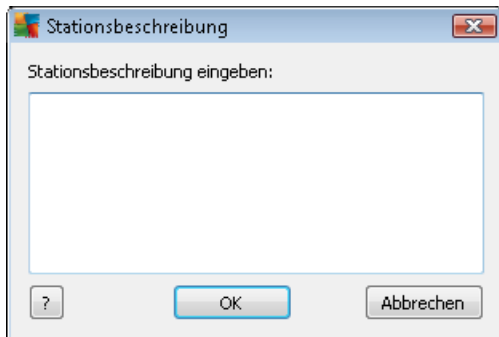 Stationsbeschreibung
Stationsbeschreibung eingeben:
?
OK
Abbrechen